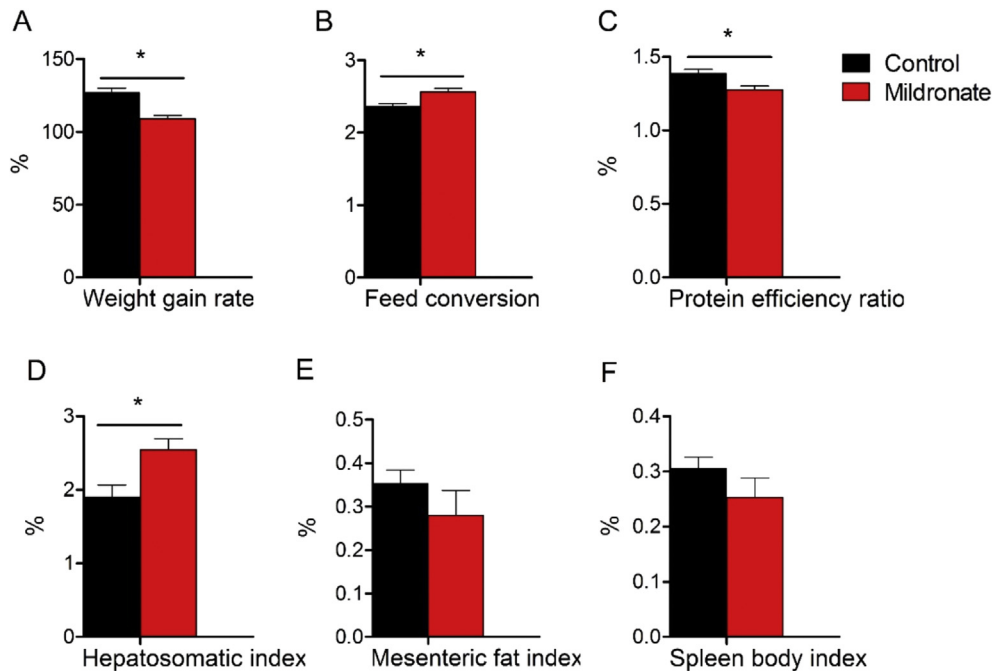 A
150
100
50
0
%
*
Weight gain rate
B
3
2
1
0
%
*
Feed conversion
C
1.5
1.0
0.5
0.0
%
*
Protein efficiency ratio
Control
Mildronate
D
3
2
1
0
%
*
Hepatosomatic index
E
0.5
0.4
0.3
0.2
0.1
0.0
%
Mesenteric fat index
F
0.4
0.3
0.2
0.1
0.0
%
Spleen body index